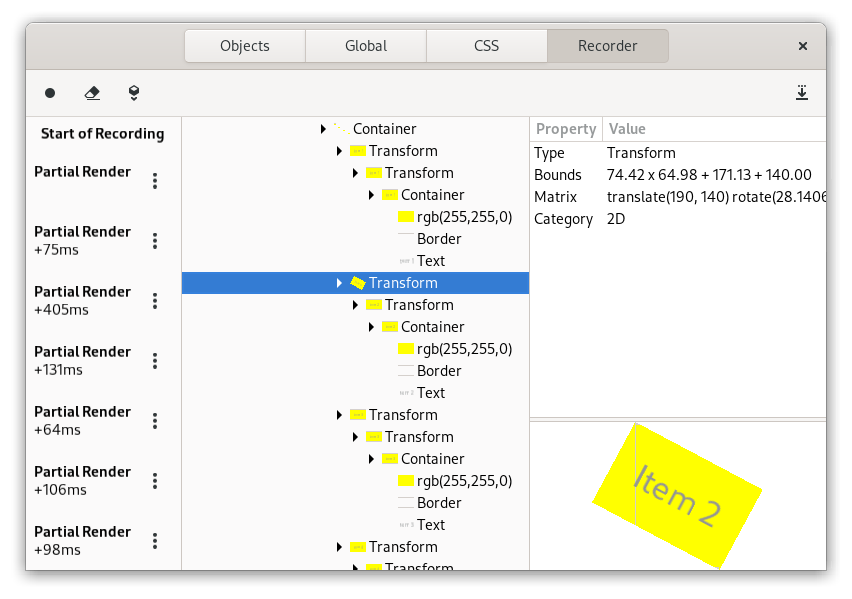 Objects Global CSS Recorder
Start of Recording
Partial Render
Partial Render
+75ms
Partial Render
+405ms
Partial Render
+131ms
Partial Render
+64ms
Partial Render
+106ms
Partial Render
+98ms
Container
Transform
Transform
Container
rgb(255,255,0)
Border
Text
Transform
Transform
Container
rgb(255,255,0)
Border
Text
Transform
Transform
Container
rgb(255,255,0)
Border
Text
Transform
Transform
Property Value
Type Transform
Bounds 74.42 x 64.98 + 171.13 + 140.00
Matrix translate(190, 140) rotate(28.1406
Category 2D
Item 2